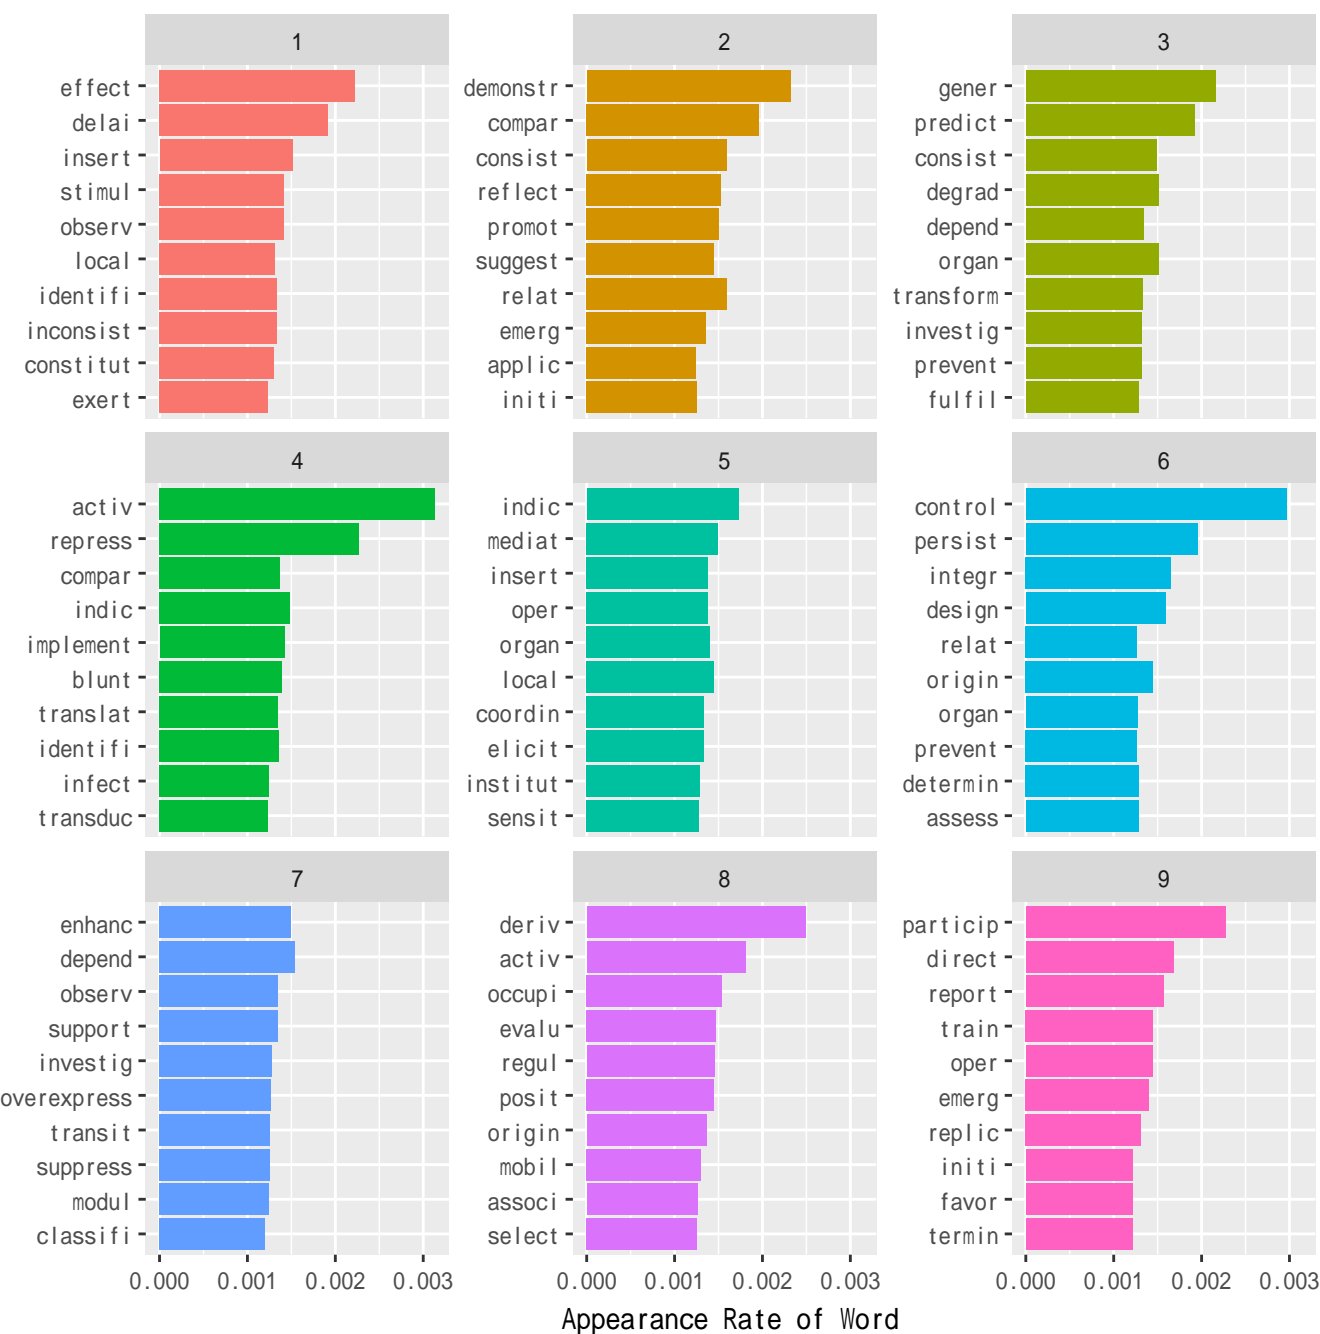 1
effect
delai
insert
stimul
observ
local
identifi
inconsist
constitut
exert
2
demonstr
compar
consist
reflect
promot
suggest
relat
emerg
applic
initi
3
gener
predict
consist
degrad
depend
organ
transform
investig
prevent
fulfil
4
activ
repress
compar
indic
implement
blunt
translat
identifi
infect
transduc
5
indic
mediat
insert
oper
organ
local
coordin
elicit
institut
sensit
6
control
persist
integr
design
relat
origin
organ
prevent
determin
assess
7
enhanc
depend
observ
support
investig
overexpress
transit
suppress
modul
classifi
0.000 0.001 0.002 0.003
8
deriv
activ
occupi
evalu
regul
posit
origin
mobil
associ
select
0.000 0.001 0.002 0.003
9
particip
direct
report
train
oper
emerg
replic
initi
favor
termin
0.000 0.001 0.002 0.003
Appearance Rate of Word